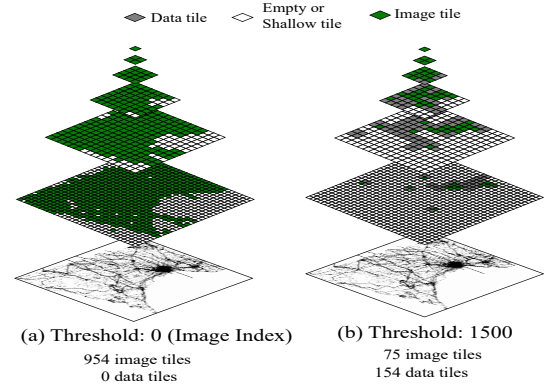 Data tile
Empty or
Shallow tile
Image tile
(a) Threshold: 0 (Image Index)
954 image tiles
0 data tiles
(b) Threshold: 1500
75 image tiles
154 data tiles